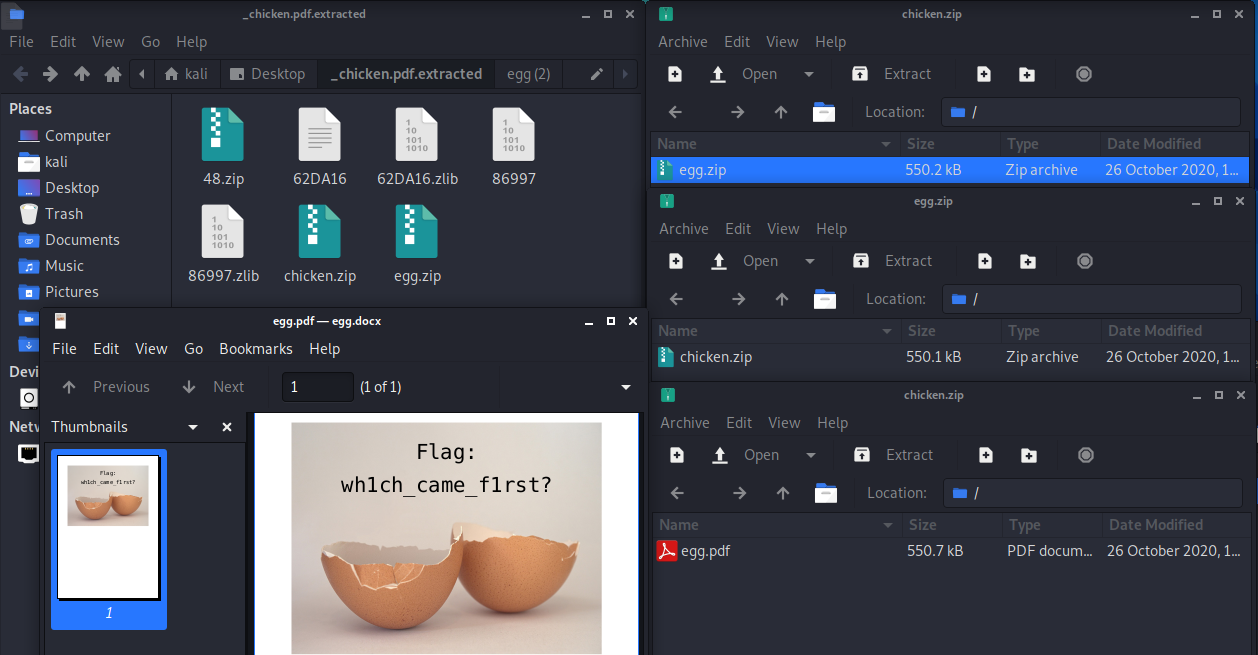 _chicken.pdf.extracted
File Edit View Go Help
kali Desktop _chicken.pdf.extracted egg (2)
Places
Computer
kali
Desktop
Trash
Documents
Music
Pictures
Devi
Netw
48.zip 62DA16 62DA16.zlib 86997
86997.zlib chicken.zip egg.zip
egg.pdf — egg.docx
File Edit View Go Bookmarks Help
Previous Next 1 (1 of 1)
Thumbnails
Flag:
wh1ch_came_f1rst?
1
Flag:
wh1ch_came_f1rst?
chicken.zip
Archive Edit View Help
Open Extract
Location: /
Name Size Type Date Modified
egg.zip 550.2 kB Zip archive 26 October 2020, 1...
egg.zip
Archive Edit View Help
Open Extract
Location: /
Name Size Type Date Modified
chicken.zip 550.1 kB Zip archive 26 October 2020, 1...
chicken.zip
Archive Edit View Help
Open Extract
Location: /
Name Size Type Date Modified
egg.pdf 550.7 kB PDF docum... 26 October 2020, 1...